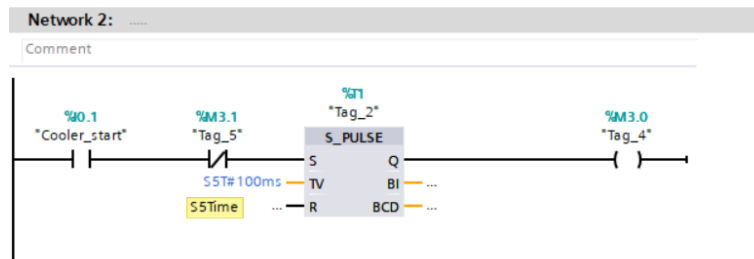 Network 2: .....
Comment
%T1
%I0.1 %M3.1 "Tag_2" %M3.0
"Cooler_start" "Tag_5" S_PULSE "Tag_4"
S Q
S5T#100ms TV BI ...
S5Time ... R BCD ...